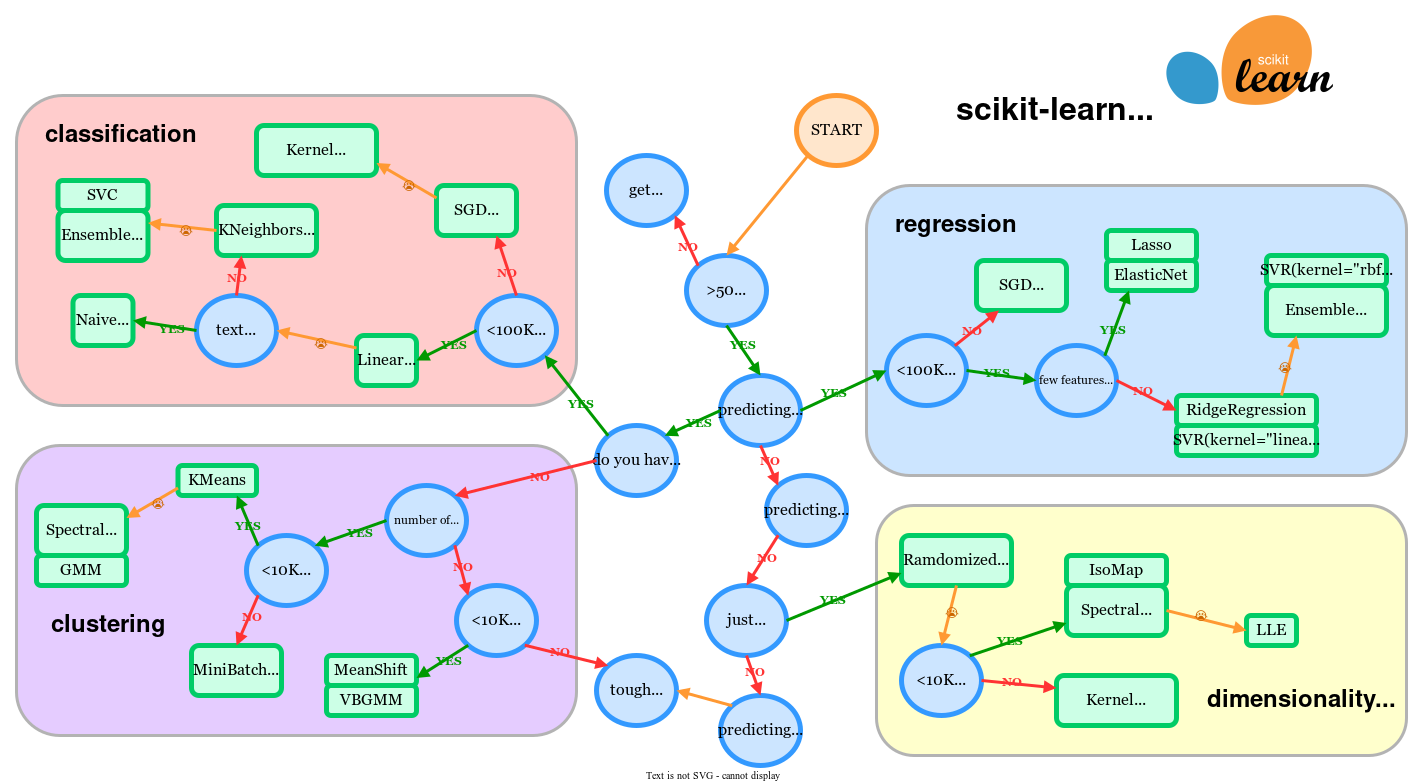 scikit
learn
scikit-learn...
START
get...
NO
>50...
YES
predicting...
YES
YES
NO
do you hav...
YES
NO
predicting...
NO
just...
YES
NO
predicting...
tough...
classification
Kernel...
SVC
Ensemble...
KNeighbors...
SGD...
NO
NO
Naive...
YES
text...
Linear...
YES
<100K...
regression
SGD...
Lasso
ElasticNet
SVR(kernel="rbf...
Ensemble...
NO
YES
<100K...
YES
few features...
NO
RidgeRegression
SVR(kernel="linea...
clustering
KMeans
Spectral...
GMM
YES
<10K...
YES
number of...
NO
NO
MiniBatch...
<10K...
YES
NO
MeanShift
VBGMM
dimensionality...
Ramdomized...
IsoMap
Spectral...
LLE
YES
<10K...
NO
Kernel...
Text is not SVG - cannot display